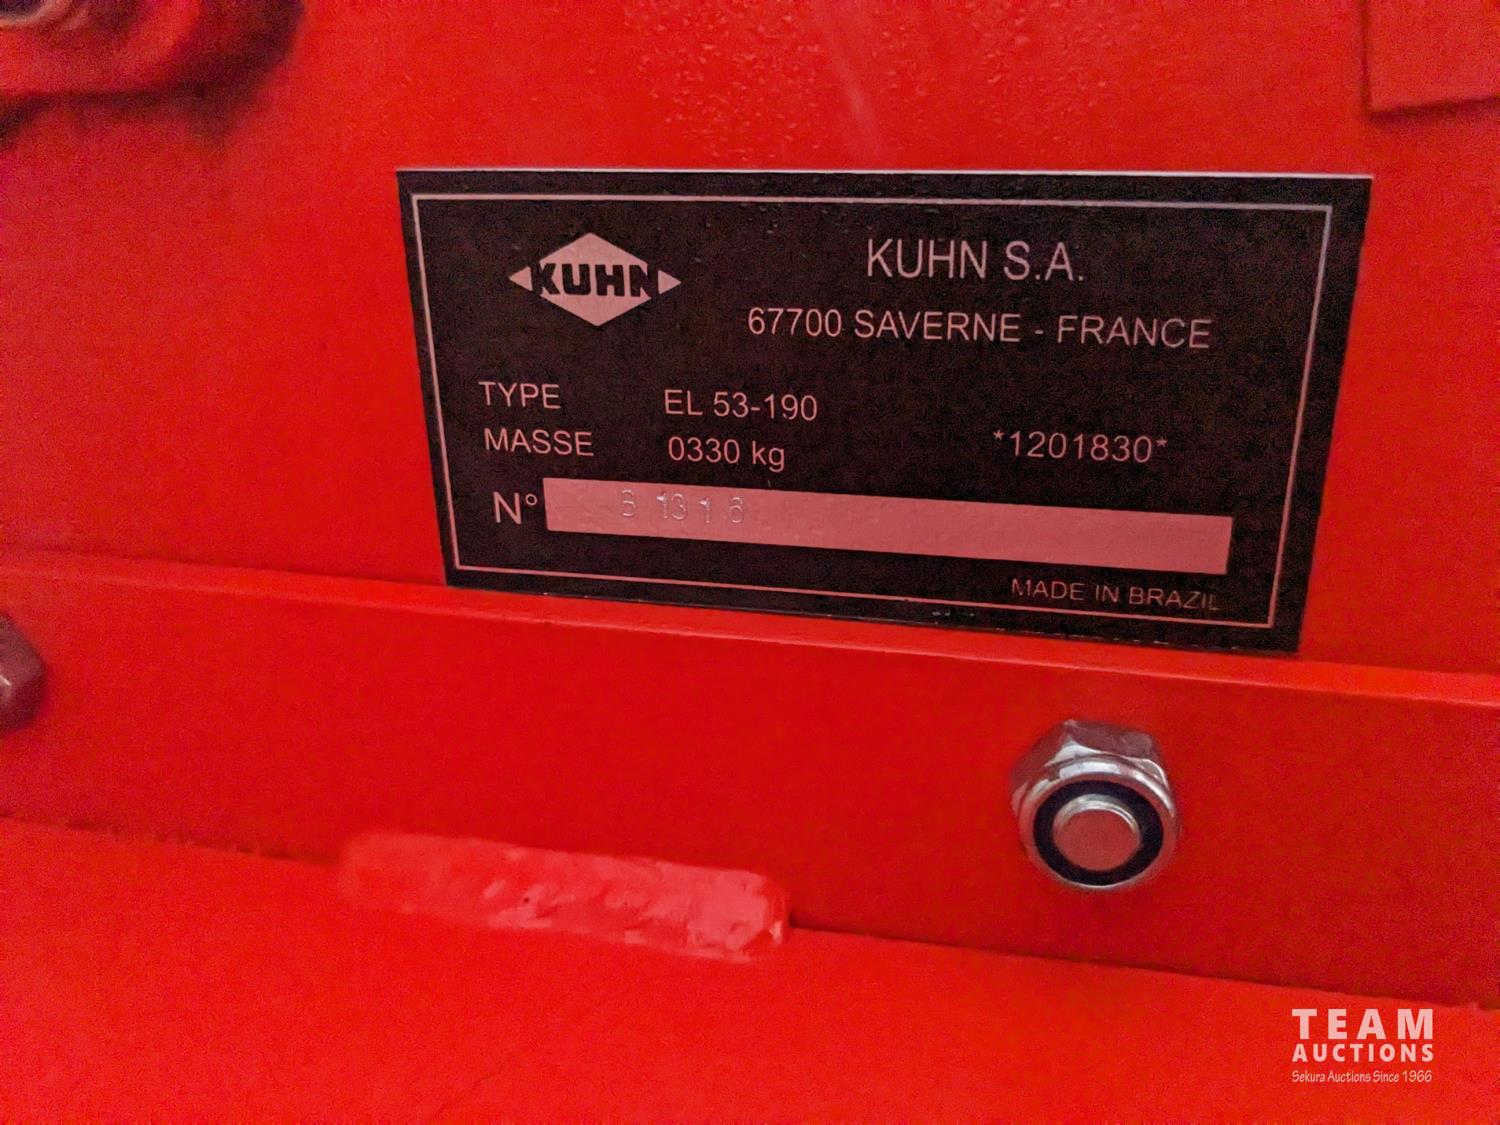 KUHN
KUHN S.A.
67700 SAVERNE - FRANCE
TYPE EL 53-190
MASSE 0330 kg *1201830*
N°
MADE IN BRAZIL
TEAM
AUCTIONS
Sekura Auctions Since 1966